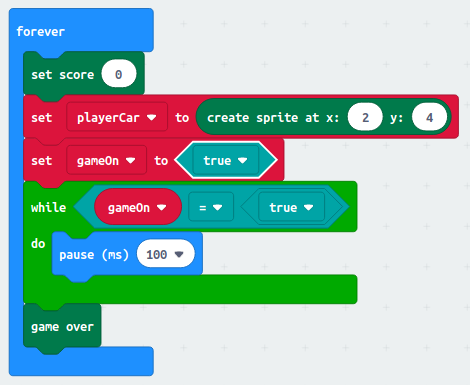 forever
set score 0
set playerCar to create sprite at x: 2 y: 4
set gameOn to true
while gameOn = true
do
pause (ms) 100
game over